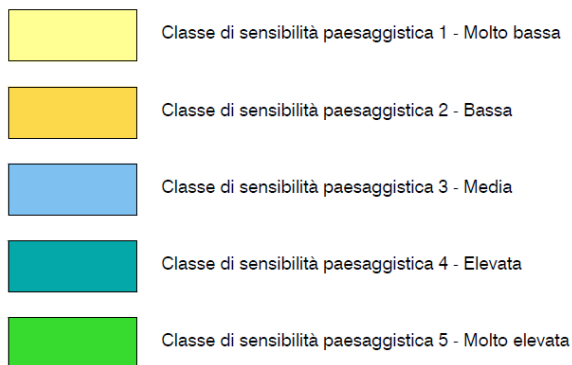 Classe di sensibilità paesaggistica 1 - Molto bassa
Classe di sensibilità paesaggistica 2 - Bassa
Classe di sensibilità paesaggistica 3 - Media
Classe di sensibilità paesaggistica 4 - Elevata
Classe di sensibilità paesaggistica 5 - Molto elevata